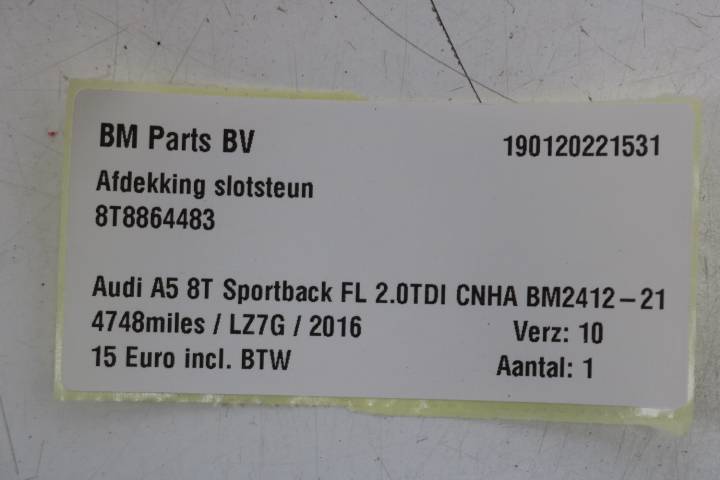 BM Parts BV 190120221531
Afdekking slotsteun
8T8864483
Audi A5 8T Sportback FL 2.0TDI CNHA BM2412-21
4748miles / LZ7G / 2016 Verz: 10
15 Euro incl. BTW Aantal: 1